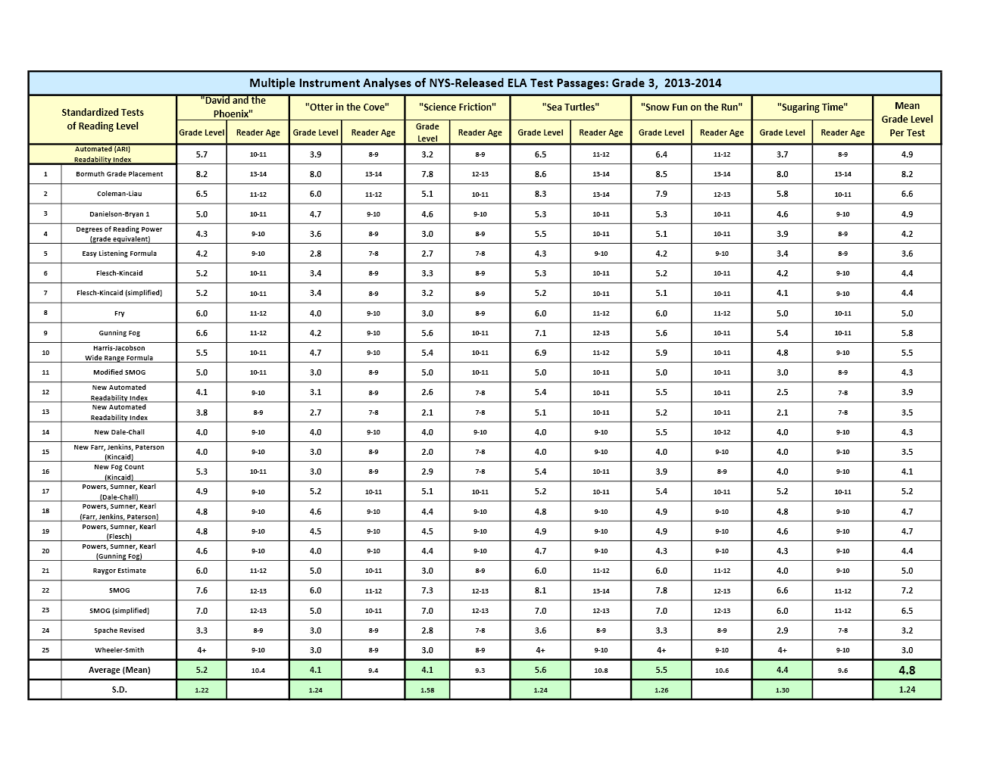 Multiple Instrument Analyses of NYS-Released ELA Test Passages: Grade 3, 2013-2014
Standardized Tests
of Reading Level
"David and the
Phoenix"
"Otter in the Cove"
"Science Friction"
"Sea Turtles"
"Snow Fun on the Run"
"Sugaring Time"
Mean
Grade Level
Per Test
Grade Level Reader Age Grade Level Reader Age Grade
Level Reader Age Grade Level Reader Age Grade Level Reader Age Grade Level Reader Age
Automated (ARI)
Readability Index 5.7 10-11 3.9 8-9 3.2 8-9 6.5 11-12 6.4 11-12 3.7 8-9 4.9
1 Bormuth Grade Placement 8.2 13-14 8.0 13-14 7.8 12-13 8.6 13-14 8.5 13-14 8.0 13-14 8.2
2 Coleman-Liau 6.5 11-12 6.0 11-12 5.1 10-11 8.3 13-14 7.9 12-13 5.8 10-11 6.6
3 Danielson-Bryan 1 5.0 10-11 4.7 9-10 4.6 9-10 5.3 10-11 5.3 10-11 4.6 9-10 4.9
4 Degrees of Reading Power
(grade equivalent) 4.3 9-10 3.6 8-9 3.0 8-9 5.5 10-11 5.1 10-11 3.9 8-9 4.2
5 Easy Listening Formula 4.2 9-10 2.8 7-8 2.7 7-8 4.3 9-10 4.2 9-10 3.4 8-9 3.6
6 Flesch-Kincaid 5.2 10-11 3.4 8-9 3.3 8-9 5.3 10-11 5.2 10-11 4.2 9-10 4.4
7 Flesch-Kincaid (simplified) 5.2 10-11 3.4 8-9 3.2 8-9 5.2 10-11 5.1 10-11 4.1 9-10 4.4
8 Fry 6.0 11-12 4.0 9-10 3.0 8-9 6.0 11-12 6.0 11-12 5.0 10-11 5.0
9 Gunning Fog 6.6 11-12 4.2 9-10 5.6 10-11 7.1 12-13 5.6 10-11 5.4 10-11 5.8
10 Harris-Jacobson
Wide Range Formula 5.5 10-11 4.7 9-10 5.4 10-11 6.9 11-12 5.9 10-11 4.8 9-10 5.5
11 Modified SMOG 5.0 10-11 3.0 8-9 5.0 10-11 5.0 10-11 5.0 10-11 3.0 8-9 4.3
12 New Automated
Readability Index 4.1 9-10 3.1 8-9 2.6 7-8 5.4 10-11 5.5 10-11 2.5 7-8 3.9
13 New Automated
Readability Index 3.8 8-9 2.7 7-8 2.1 7-8 5.1 10-11 5.2 10-11 2.1 7-8 3.5
14 New Dale-Chall 4.0 9-10 4.0 9-10 4.0 9-10 4.0 9-10 5.5 10-12 4.0 9-10 4.3
15 New Farr, Jenkins, Paterson
(Kincaid) 4.0 9-10 3.0 8-9 2.0 7-8 4.0 9-10 4.0 9-10 4.0 9-10 3.5
16 New Fog Count
(Kincaid) 5.3 10-11 3.0 8-9 2.9 7-8 5.4 10-11 3.9 8-9 4.0 9-10 4.1
17 Powers, Sumner, Kearl
(Dale-Chall) 4.9 9-10 5.2 10-11 5.1 10-11 5.2 10-11 5.4 10-11 5.2 10-11 5.2
18 Powers, Sumner, Kearl
(Farr, Jenkins, Paterson) 4.8 9-10 4.6 9-10 4.4 9-10 4.8 9-10 4.9 9-10 4.8 9-10 4.7
19 Powers, Sumner, Kearl
(Flesch) 4.8 9-10 4.5 9-10 4.5 9-10 4.9 9-10 4.9 9-10 4.6 9-10 4.7
20 Powers, Sumner, Kearl
(Gunning Fog) 4.6 9-10 4.0 9-10 4.4 9-10 4.7 9-10 4.3 9-10 4.3 9-10 4.4
21 Raygor Estimate 6.0 11-12 5.0 10-11 3.0 8-9 6.0 11-12 6.0 11-12 4.0 9-10 5.0
22 SMOG 7.6 12-13 6.0 11-12 7.3 12-13 8.1 13-14 7.8 12-13 6.6 11-12 7.2
23 SMOG (simplified) 7.0 12-13 5.0 10-11 7.0 12-13 7.0 12-13 7.0 12-13 6.0 11-12 6.5
24 Spache Revised 3.3 8-9 3.0 8-9 2.8 7-8 3.6 8-9 3.3 8-9 2.9 7-8 3.2
25 Wheeler-Smith 4+ 9-10 3.0 8-9 3.0 8-9 4+ 9-10 4+ 9-10 4+ 9-10 3.0
Average (Mean) 5.2 10.4 4.1 9.4 4.1 9.3 5.6 10.8 5.5 10.6 4.4 9.6 4.8
S.D. 1.22 1.24 1.58 1.24 1.26 1.30 1.24